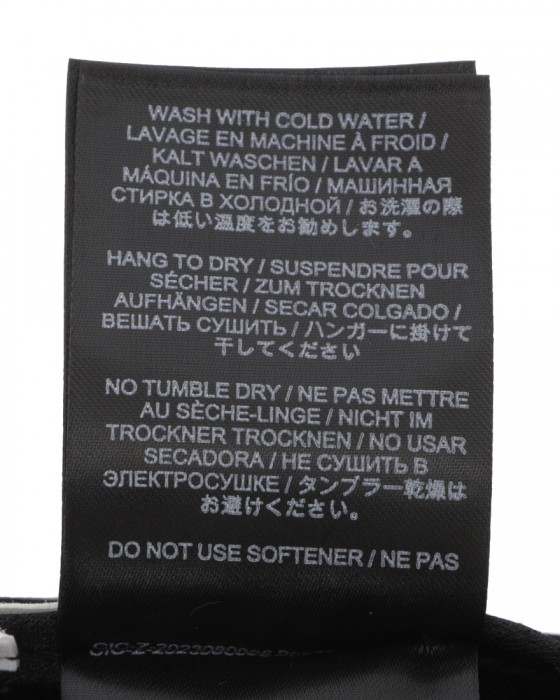 WASH WITH COLD WATER /
LAVAGE EN MACHINE À FROID /
KALT WASCHEN / LAVAR A
MÁQUINA EN FRÍO / МАШИННАЯ
СТИРКА В ХОЛОДНОЙ / お洗濯の際
は低い温度をお勧めします。
HANG TO DRY / SUSPENDRE POUR
SÉCHER / ZUM TROCKNEN
AUFHÄNGEN / SECAR COLGADO /
ВЕШАТЬ СУШИТЬ / ハンガーに掛けて
干してください
NO TUMBLE DRY / NE PAS METTRE
AU SÈCHE-LINGE / NICHT IM
TROCKNER TROCKNEN / NO USAR
SECADORA / НЕ СУШИТЬ В
ЭЛЕКТРОСУШКЕ / タンブラー乾燥は
お避けください。
DO NOT USE SOFTENER / NE PAS